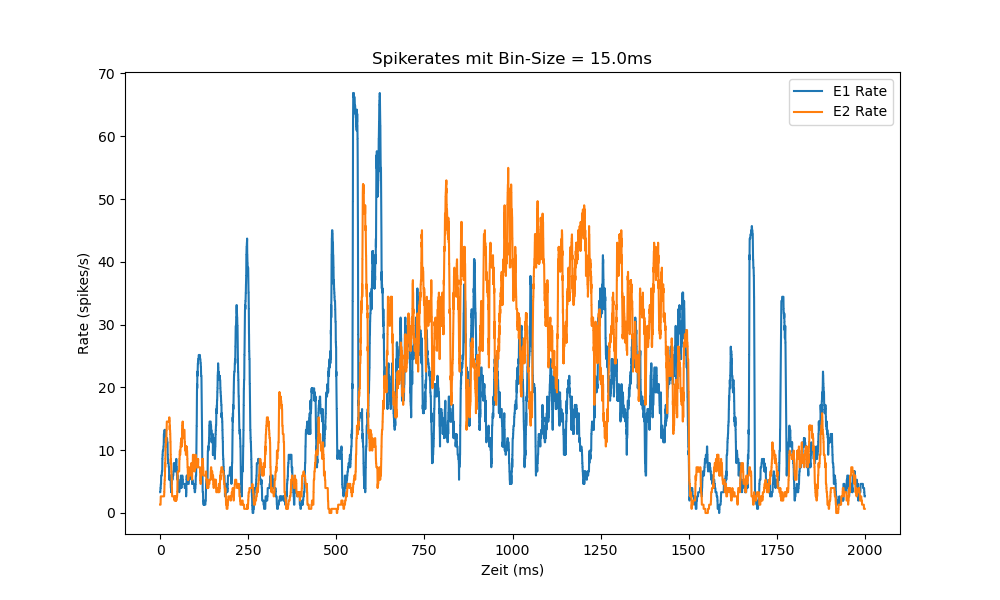 Spikerates mit Bin-Size = 15.0ms
E1 Rate
E2 Rate
Rate (spikes/s)
70
60
50
40
30
20
10
0
0 250 500 750 1000 1250 1500 1750 2000
Zeit (ms)